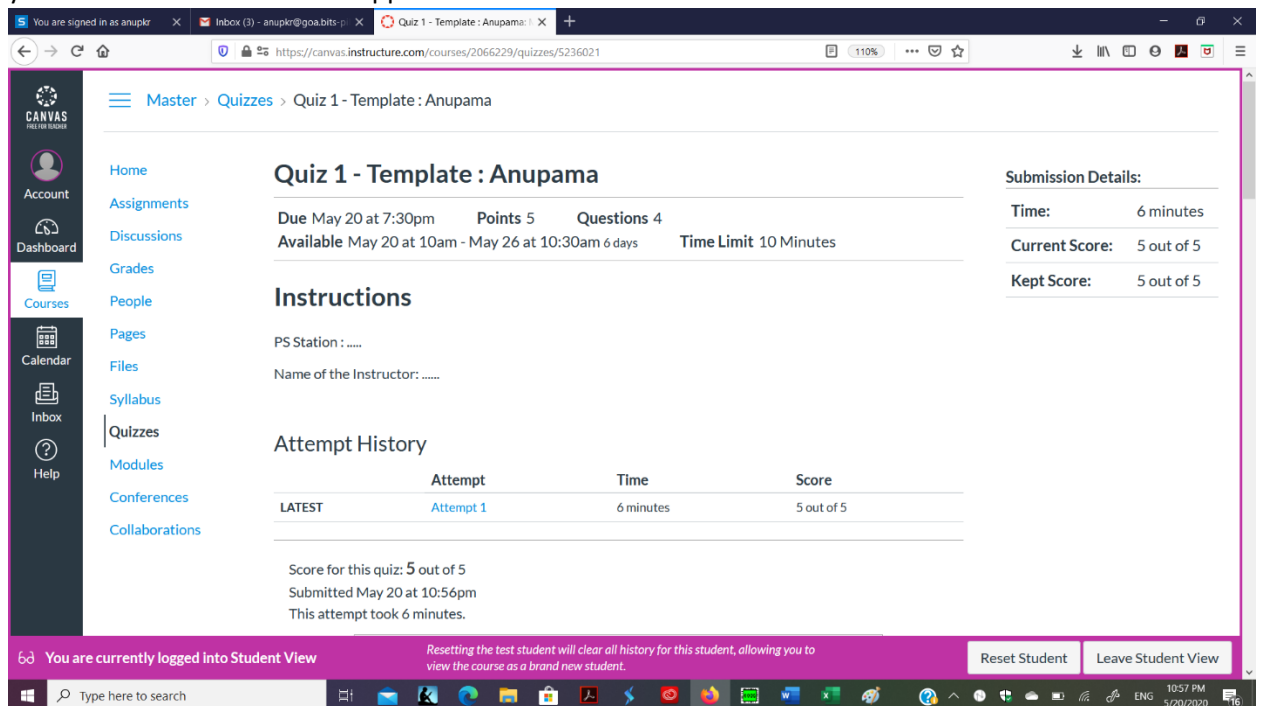 You are signed in as anupkr
Inbox (3) - anupkr@goa.bits-pi
Quiz 1 - Template : Anupama:
https://canvas.instructure.com/courses/2066229/quizzes/5236021
110%
CANVAS
FREE FOR TEACHER
Master > Quizzes > Quiz 1 - Template : Anupama
Account
Dashboard
Courses
Calendar
Inbox
Help
Home
Assignments
Discussions
Grades
People
Pages
Files
Syllabus
Quizzes
Modules
Conferences
Collaborations
Quiz 1 - Template : Anupama
Due May 20 at 7:30pm Points 5 Questions 4
Available May 20 at 10am - May 26 at 10:30am 6 days Time Limit 10 Minutes
Instructions
PS Station : .....
Name of the Instructor: ......
Attempt History
Attempt Time Score
LATEST Attempt 1 6 minutes 5 out of 5
Score for this quiz: 5 out of 5
Submitted May 20 at 10:56pm
This attempt took 6 minutes.
Submission Details:
Time: 6 minutes
Current Score: 5 out of 5
Kept Score: 5 out of 5
You are currently logged into Student View
Resetting the test student will clear all history for this student, allowing you to
view the course as a brand new student.
Reset Student
Leave Student View
Type here to search
ENG
10:57 PM
5/20/2020
16